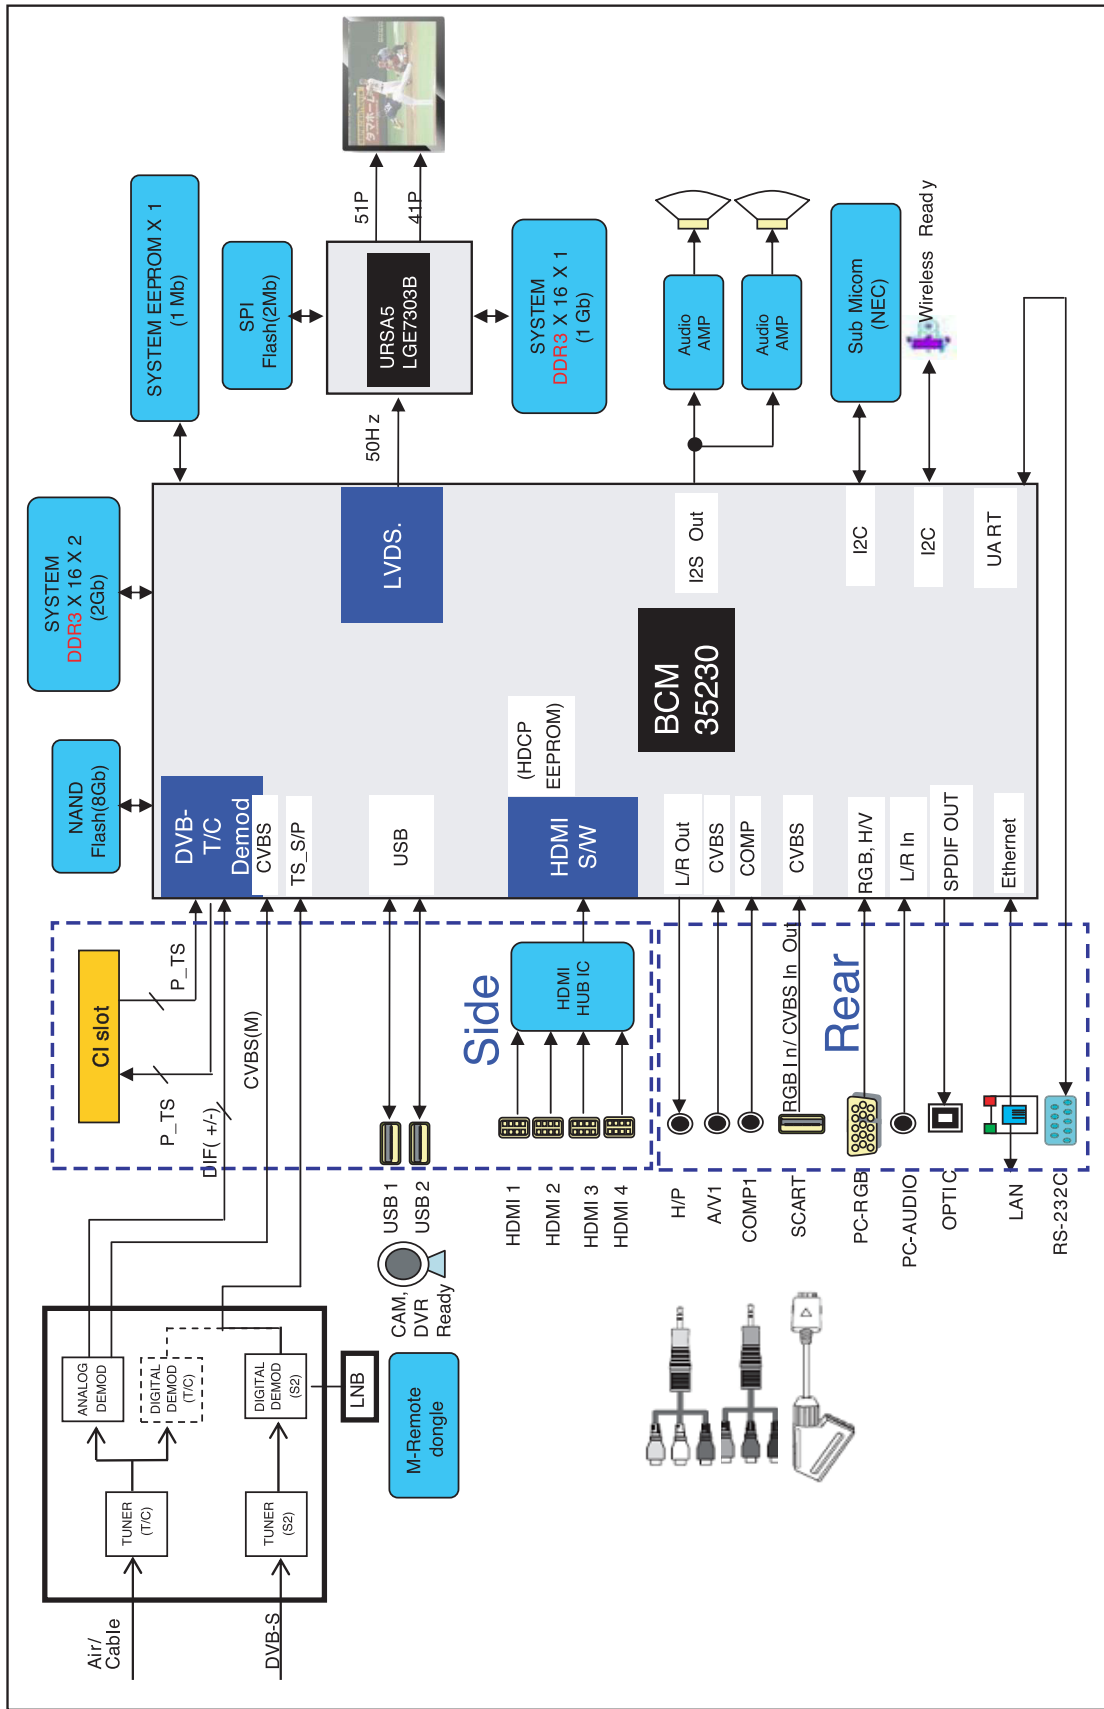 SYSTEM EEPROM X 1
(1 Mb)
SPI
Flash(2Mb)
51P
41P
URSA5
LGE7303B
SYSTEM
DDR3 X 16 X 1
(1 Gb)
Audio
AMP
Audio
AMP
Sub Micom
(NEC)
Wireless Ready
SYSTEM
DDR3 X 16 X 2
(2Gb)
50Hz
LVDS.
I2S Out
I2C
I2C
UART
NAND
Flash(8Gb)
BCM
35230
DVB-
T/C
Demod
CVBS
TS_S/P
USB
(HDCP
EEPROM)
HDMI
S/W
L/R Out
CVBS
COMP
CVBS
RGB, H/V
L/R In
SPDIF OUT
Ethernet
CI slot
P_TS
P_TS
DIF( +/-)
CVBS(M)
Side
HDMI
HUB IC
RGB In/ CVBS In Out
Rear
USB 1
USB 2
HDMI 1
HDMI 2
HDMI 3
HDMI 4
H/P
A/V1
COMP1
SCART
PC-RGB
PC-AUDIO
OPTIC
LAN
RS-232C
CAM,
DVR
Ready
M-Remote
dongle
LNB
ANALOG
DEMOD
DIGITAL
DEMOD
(T/C)
DIGITAL
DEMOD
(S2)
TUNER
(T/C)
TUNER
(S2)
Air/
Cable
DVB-S
タマホーム